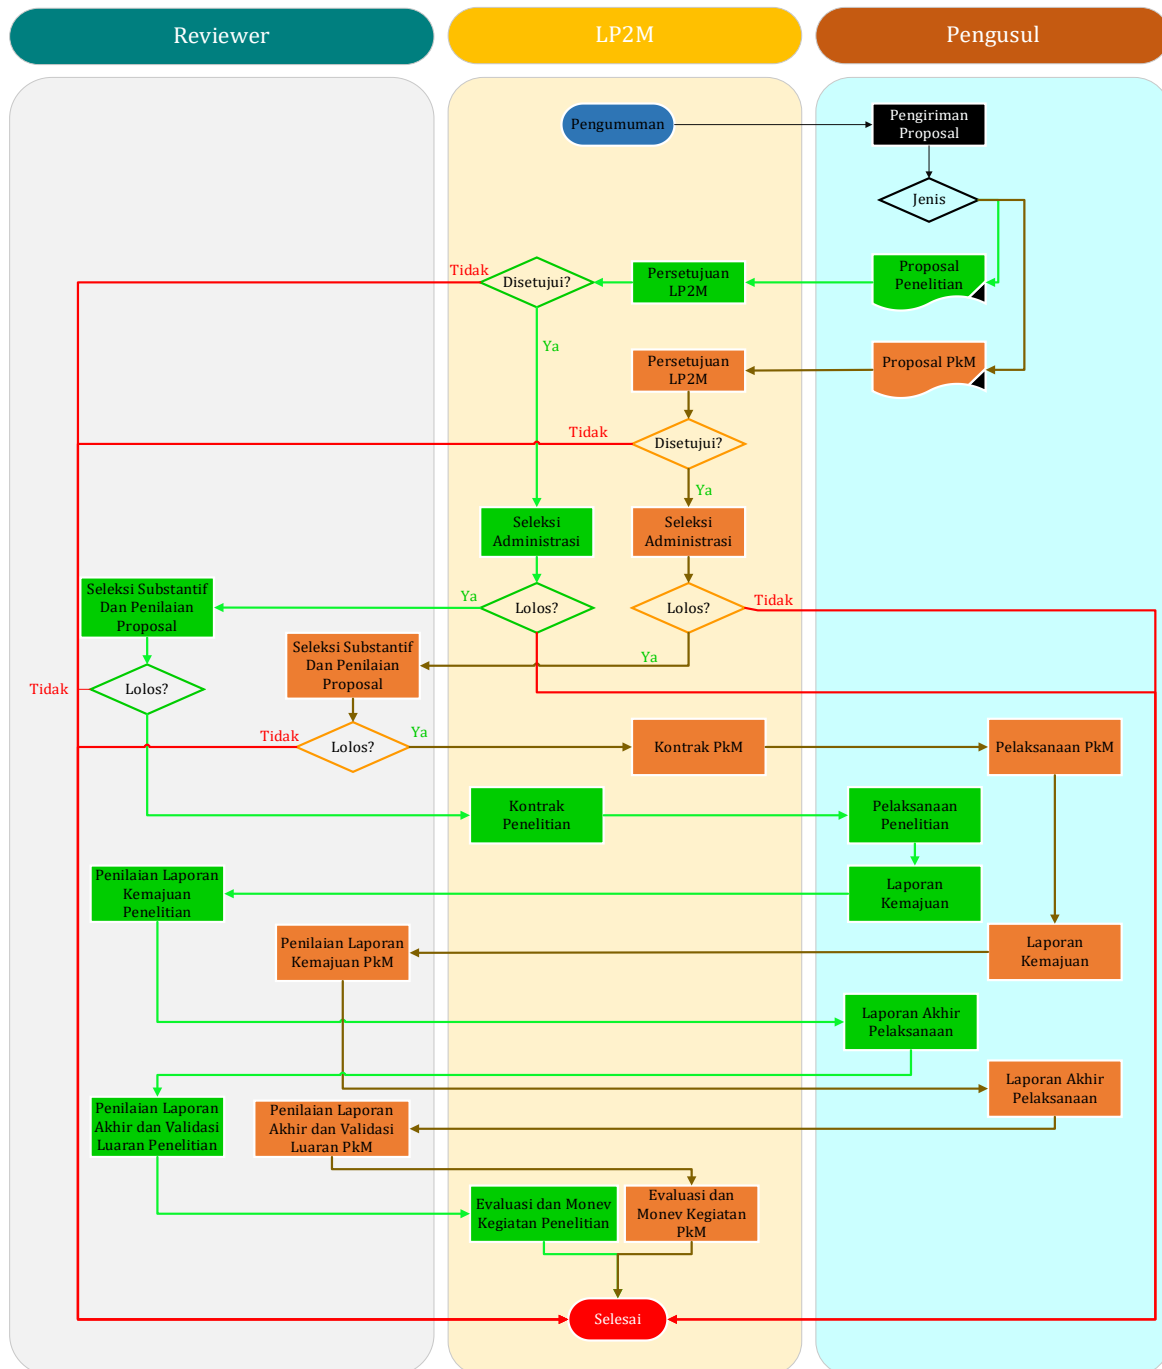 Reviewer
LP2M
Pengusul
Pengumuman
Pengiriman
Proposal
Jenis
Tidak
Disetujui?
Persetujuan
LP2M
Proposal
Penelitian
Ya
Persetujuan
LP2M
Proposal PkM
Tidak
Disetujui?
Ya
Seleksi
Administrasi
Seleksi
Administrasi
Seleksi Substantif
Dan Penilaian
Proposal
Ya
Lolos?
Lolos?
Tidak
Seleksi Substantif
Dan Penilaian
Proposal
Ya
Tidak
Lolos?
Tidak
Lolos?
Ya
Kontrak PkM
Pelaksanaan PkM
Kontrak
Penelitian
Pelaksanaan
Penelitian
Penilaian Laporan
Kemajuan
Penelitian
Laporan
Kemajuan
Penilaian Laporan
Kemajuan PkM
Laporan
Kemajuan
Laporan Akhir
Pelaksanaan
Laporan Akhir
Pelaksanaan
Penilaian Laporan
Akhir dan Validasi
Luaran Penelitian
Penilaian Laporan
Akhir dan Validasi
Luaran PkM
Evaluasi dan Monev
Kegiatan Penelitian
Evaluasi dan
Monev Kegiatan
PkM
Selesai